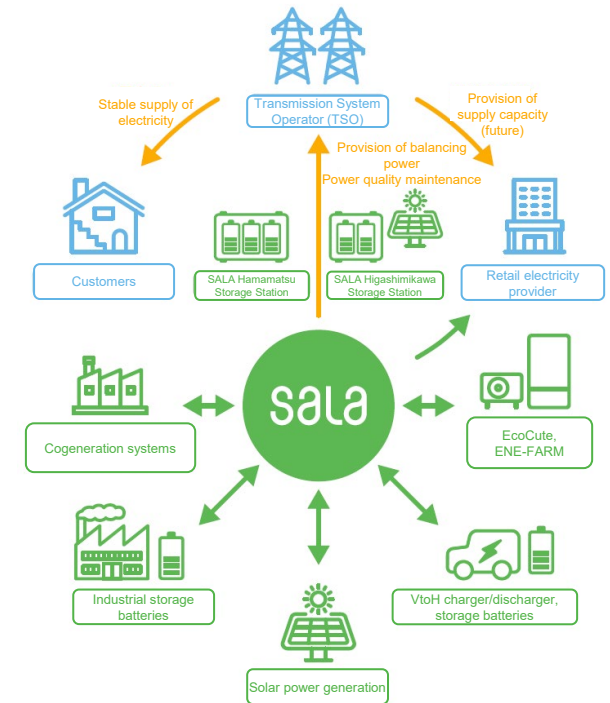 Transmission System
Operator (TSO)
Stable supply of
electricity
Provision of
supply capacity
(future)
Provision of balancing
power
Power quality maintenance
Customers
SALA Hamamatsu
Storage Station
SALA Higashimikawa
Storage Station
Retail electricity
provider
sala
Cogeneration systems
EcoCute,
ENE-FARM
Industrial storage
batteries
VtoH charger/discharger,
storage batteries
Solar power generation